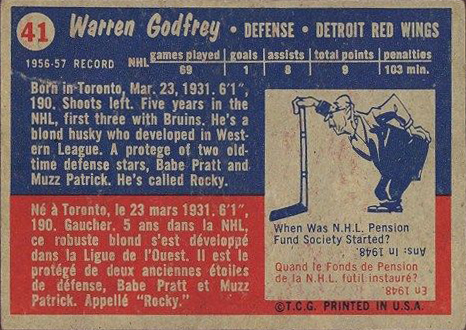 41 Warren Godfrey • DEFENSE • DETROIT RED WINGS
games played goals assists total points penalties
1956-57 RECORD NHL 69 1 8 9 103 min.
Born in Toronto, Mar. 23, 1931. 6'1",
190. Shoots left. Five years in the
NHL, first three with Bruins. He's a
blond husky who developed in West-
ern League. A protege of two old-
time defense stars, Babe Pratt and
Muzz Patrick. He's called Rocky.
Né à Toronto, le 23 mars 1931. 6'1",
190. Gaucher. 5 ans dans la NHL,
ce robuste blond s'est développé
dans la Ligue de l'Ouest. Il est le
protégé de deux anciennes étoiles
de défense, Babe Pratt et Muzz
Patrick. Appellé "Rocky."
When Was N.H.L. Pension
Fund Society Started?
Ans: In 1948.
Quand le Fonds de Pension
de la N.H.L. fútil instauré?
En 1948.
©T.C.G. PRINTED IN U.S.A.